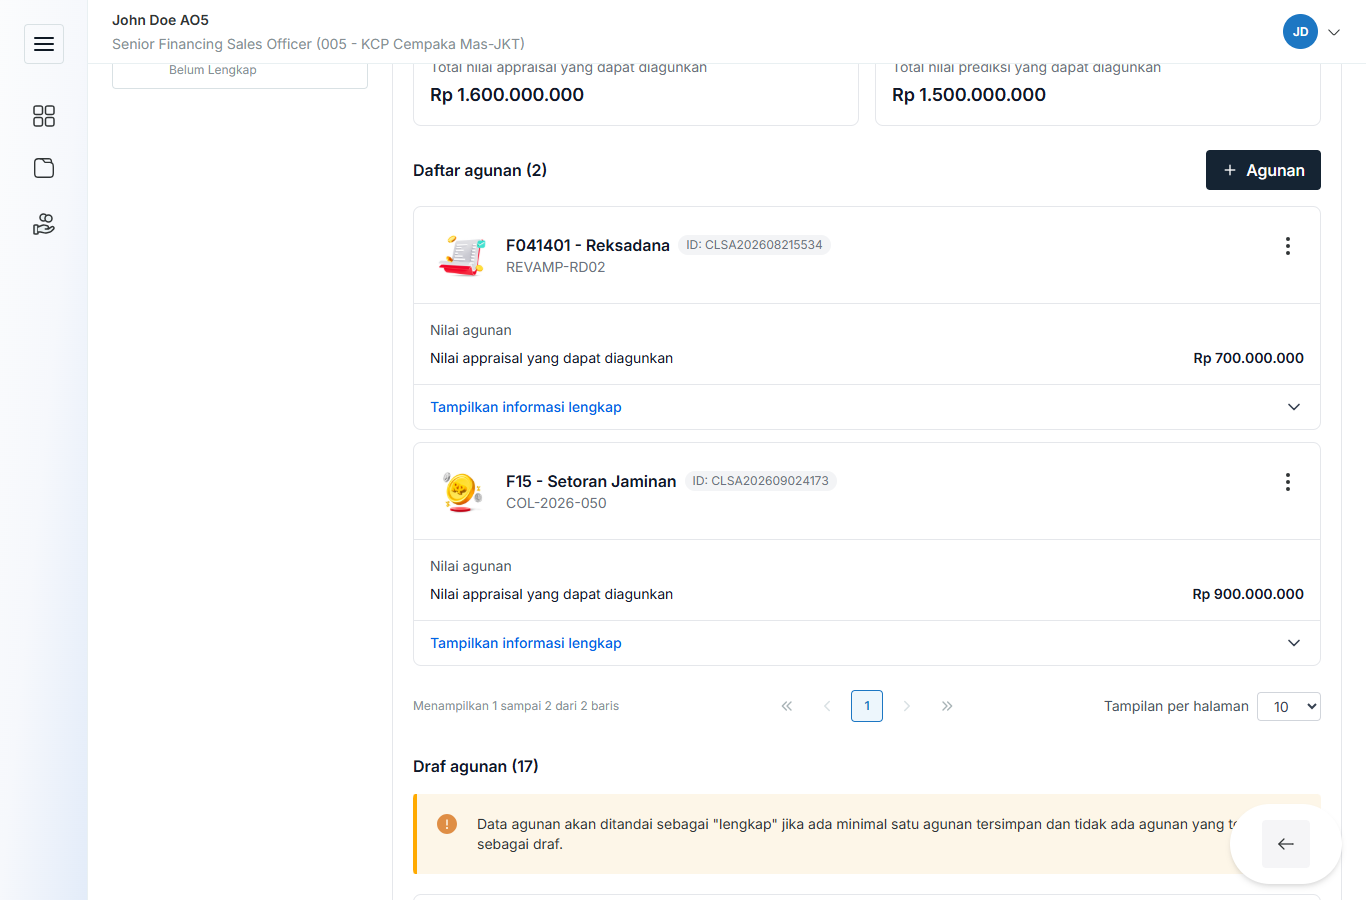 John Doe AO5
Senior Financing Sales Officer (005 - KCP Cempaka Mas-JKT)
JD
Belum Lengkap
Total nilai appraisal yang dapat diagunkan
Rp 1.600.000.000
Total nilai prediksi yang dapat diagunkan
Rp 1.500.000.000
Daftar agunan (2)
+ Agunan
F041401 - Reksadana
ID: CLSA202608215534
REVAMP-RD02
Nilai agunan
Nilai appraisal yang dapat diagunkan
Rp 700.000.000
Tampilkan informasi lengkap
F15 - Setoran Jaminan
ID: CLSA202609024173
COL-2026-050
Nilai agunan
Nilai appraisal yang dapat diagunkan
Rp 900.000.000
Tampilkan informasi lengkap
Menampilkan 1 sampai 2 dari 2 baris
1
Tampilan per halaman
10
Draf agunan (17)
Data agunan akan ditandai sebagai "lengkap" jika ada minimal satu agunan tersimpan dan tidak ada agunan yang
sebagai draf.